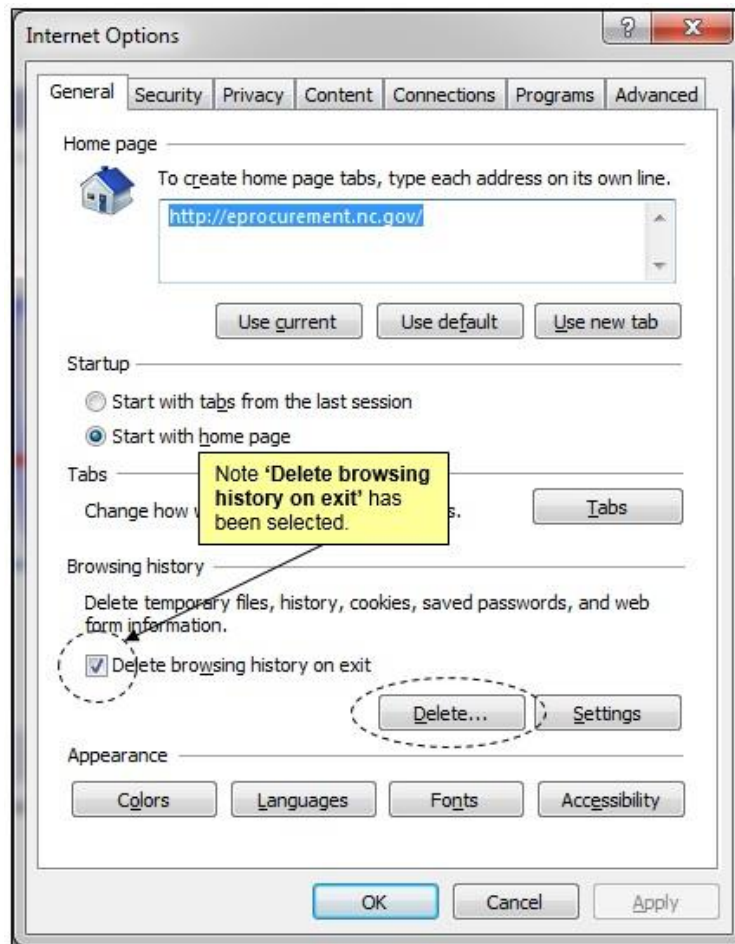 Internet Options
General Security Privacy Content Connections Programs Advanced
Home page
To create home page tabs, type each address on its own line.
http://eprocurement.nc.gov/
Use current Use default Use new tab
Startup
Start with tabs from the last session
Start with home page
Tabs
Note ‘Delete browsing
history on exit’ has
been selected.
Change how s.
Tabs
Browsing history
Delete temporary files, history, cookies, saved passwords, and web
form information.
Delete browsing history on exit
Delete... Settings
Appearance
Colors Languages Fonts Accessibility
OK Cancel Apply